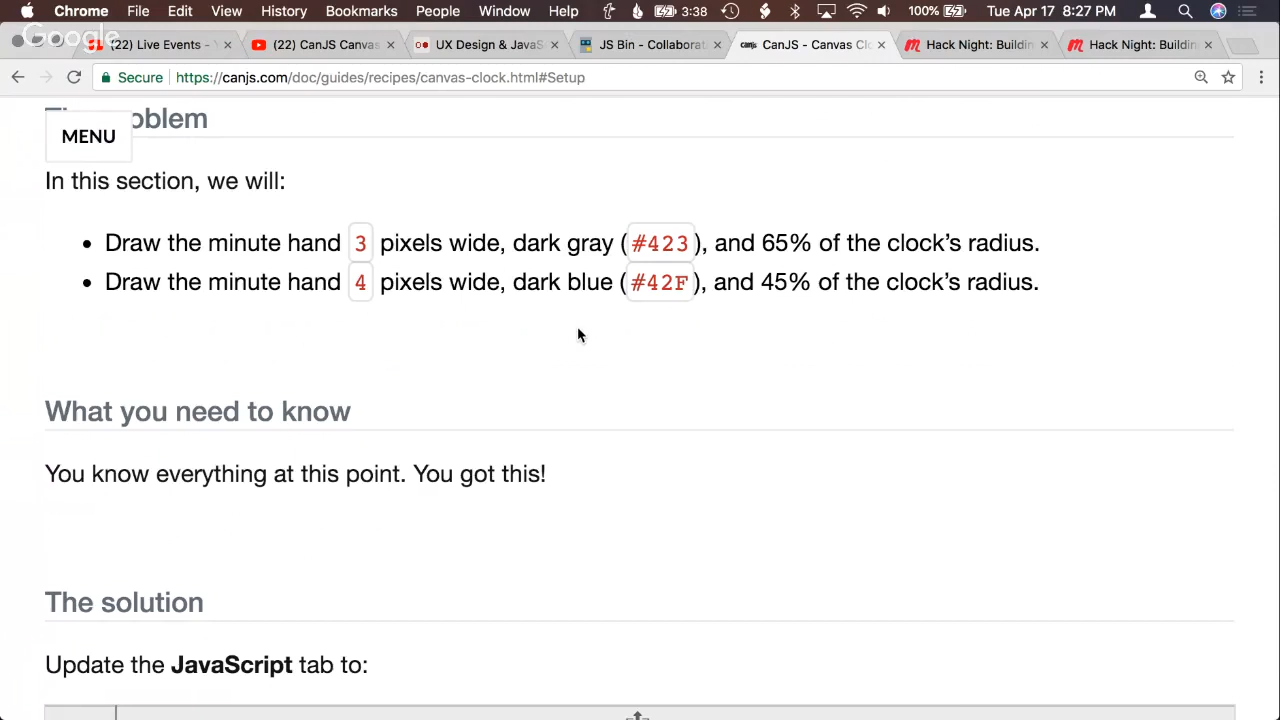 Chrome File Edit View History Bookmarks People Window Help 3:38 100% Tue Apr 17 8:27 PM
Google
(22) Live Events - Y (22) CanJS Canvas UX Design & Javas JS Bin - Collaborat CanJS - Canvas Clo Hack Night: Buildin Hack Night: Buildin
Secure https://canjs.com/doc/guides/recipes/canvas-clock.html#Setup
oblem
MENU
In this section, we will:
• Draw the minute hand 3 pixels wide, dark gray (#423), and 65% of the clock's radius.
• Draw the minute hand 4 pixels wide, dark blue (#42F), and 45% of the clock's radius.
What you need to know
You know everything at this point. You got this!
The solution
Update the JavaScript tab to: